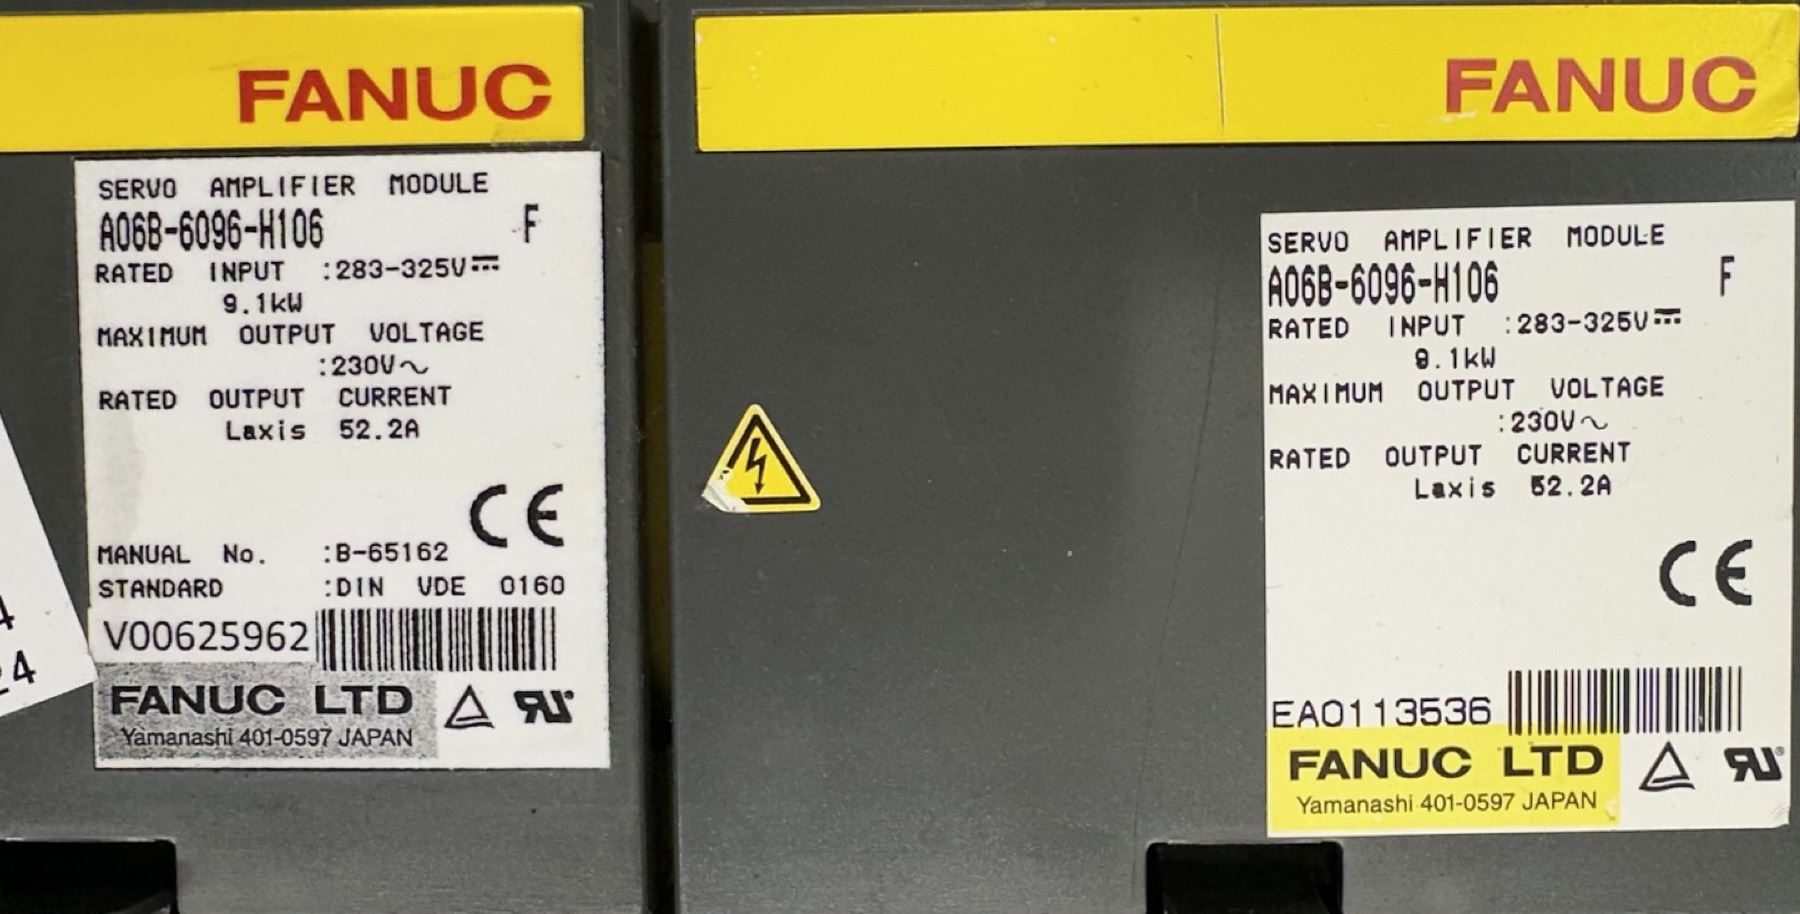 FANUC
SERVO AMPLIFIER MODULE
A06B-6096-H106 F
RATED INPUT :283-325V⎓
9.1kW
MAXIMUM OUTPUT VOLTAGE
:230V~
RATED OUTPUT CURRENT
Laxis 52.2A
CE
MANUAL No. :B-65162
STANDARD :DIN VDE 0160
V00625962
FANUC LTD
Yamanashi 401-0597 JAPAN
4
24
FANUC
SERVO AMPLIFIER MODULE
A06B-6096-H106 F
RATED INPUT :283-325V⎓
9.1kW
MAXIMUM OUTPUT VOLTAGE
:230V~
RATED OUTPUT CURRENT
Laxis 52.2A
CE
EA0113536
FANUC LTD
Yamanashi 401-0597 JAPAN